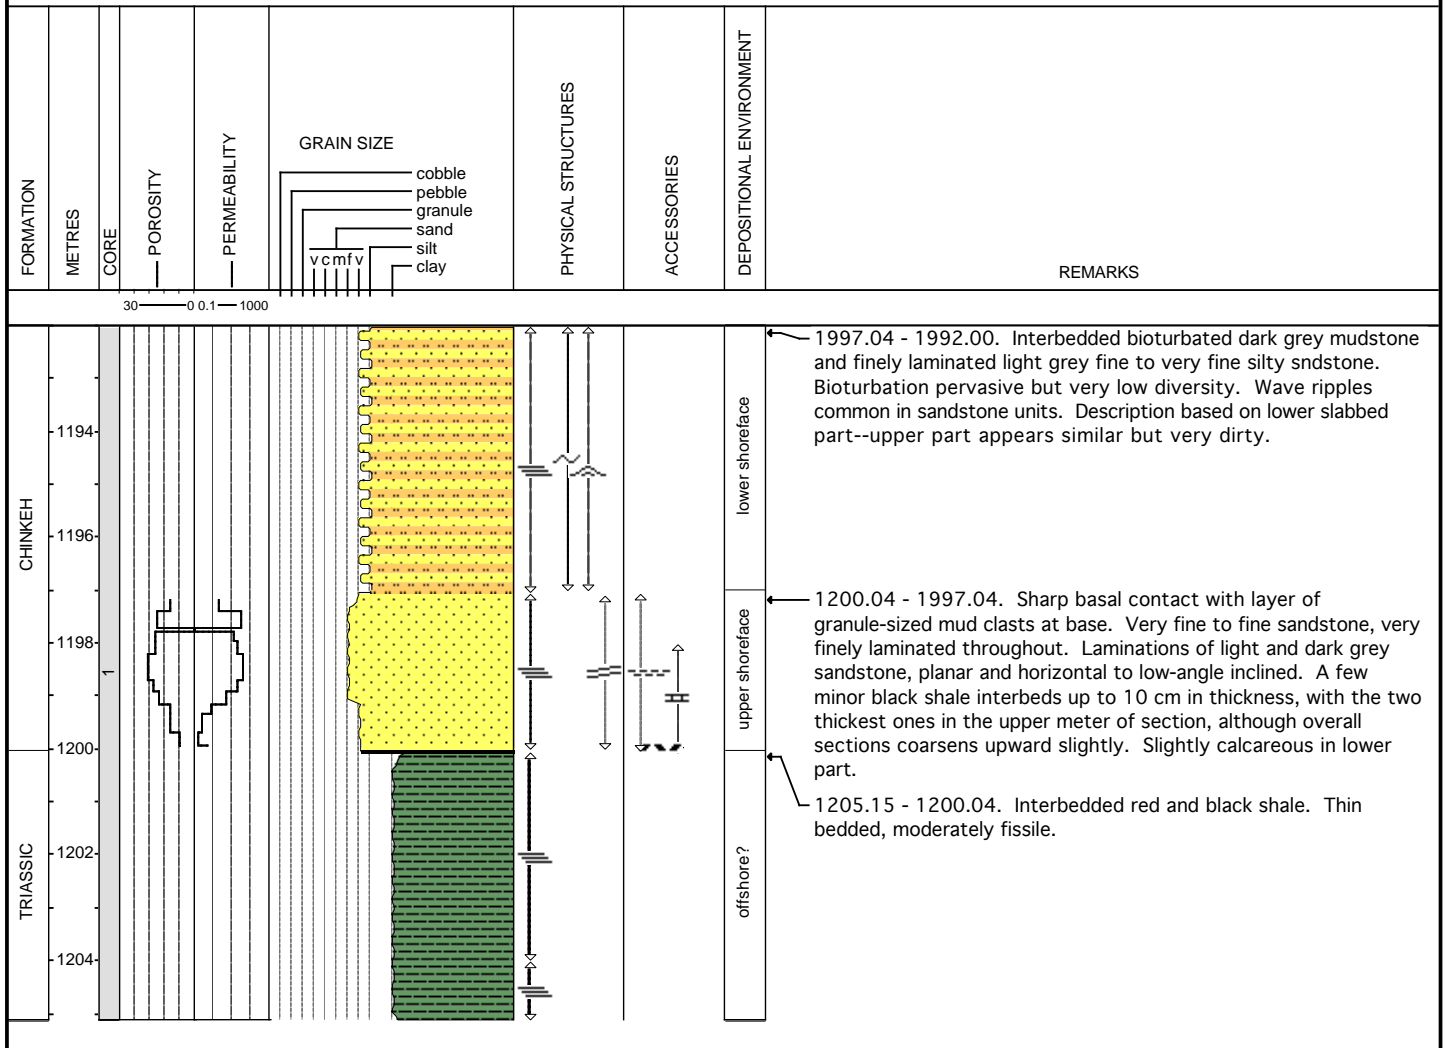 FORMATION
METRES
CORE
POROSITY
PERMEABILITY
GRAIN SIZE
cobble
pebble
granule
sand
silt
clay
v c m f v
PHYSICAL STRUCTURES
ACCESSORIES
DEPOSITIONAL ENVIRONMENT
REMARKS
30 0 0.1 1000
CHINKEH
TRIASSIC
1194
1196
1198
1200
1202
1204
1
lower shoreface
upper shoreface
offshore?
1997.04 - 1992.00. Interbedded bioturbated dark grey mudstone
and finely laminated light grey fine to very fine silty sndstone.
Bioturbation pervasive but very low diversity. Wave ripples
common in sandstone units. Description based on lower slabbed
part--upper part appears similar but very dirty.
1200.04 - 1997.04. Sharp basal contact with layer of
granule-sized mud clasts at base. Very fine to fine sandstone, very
finely laminated throughout. Laminations of light and dark grey
sandstone, planar and horizontal to low-angle inclined. A few
minor black shale interbeds up to 10 cm in thickness, with the two
thickest ones in the upper meter of section, although overall
sections coarsens upward slightly. Slightly calcareous in lower
part.
1205.15 - 1200.04. Interbedded red and black shale. Thin
bedded, moderately fissile.